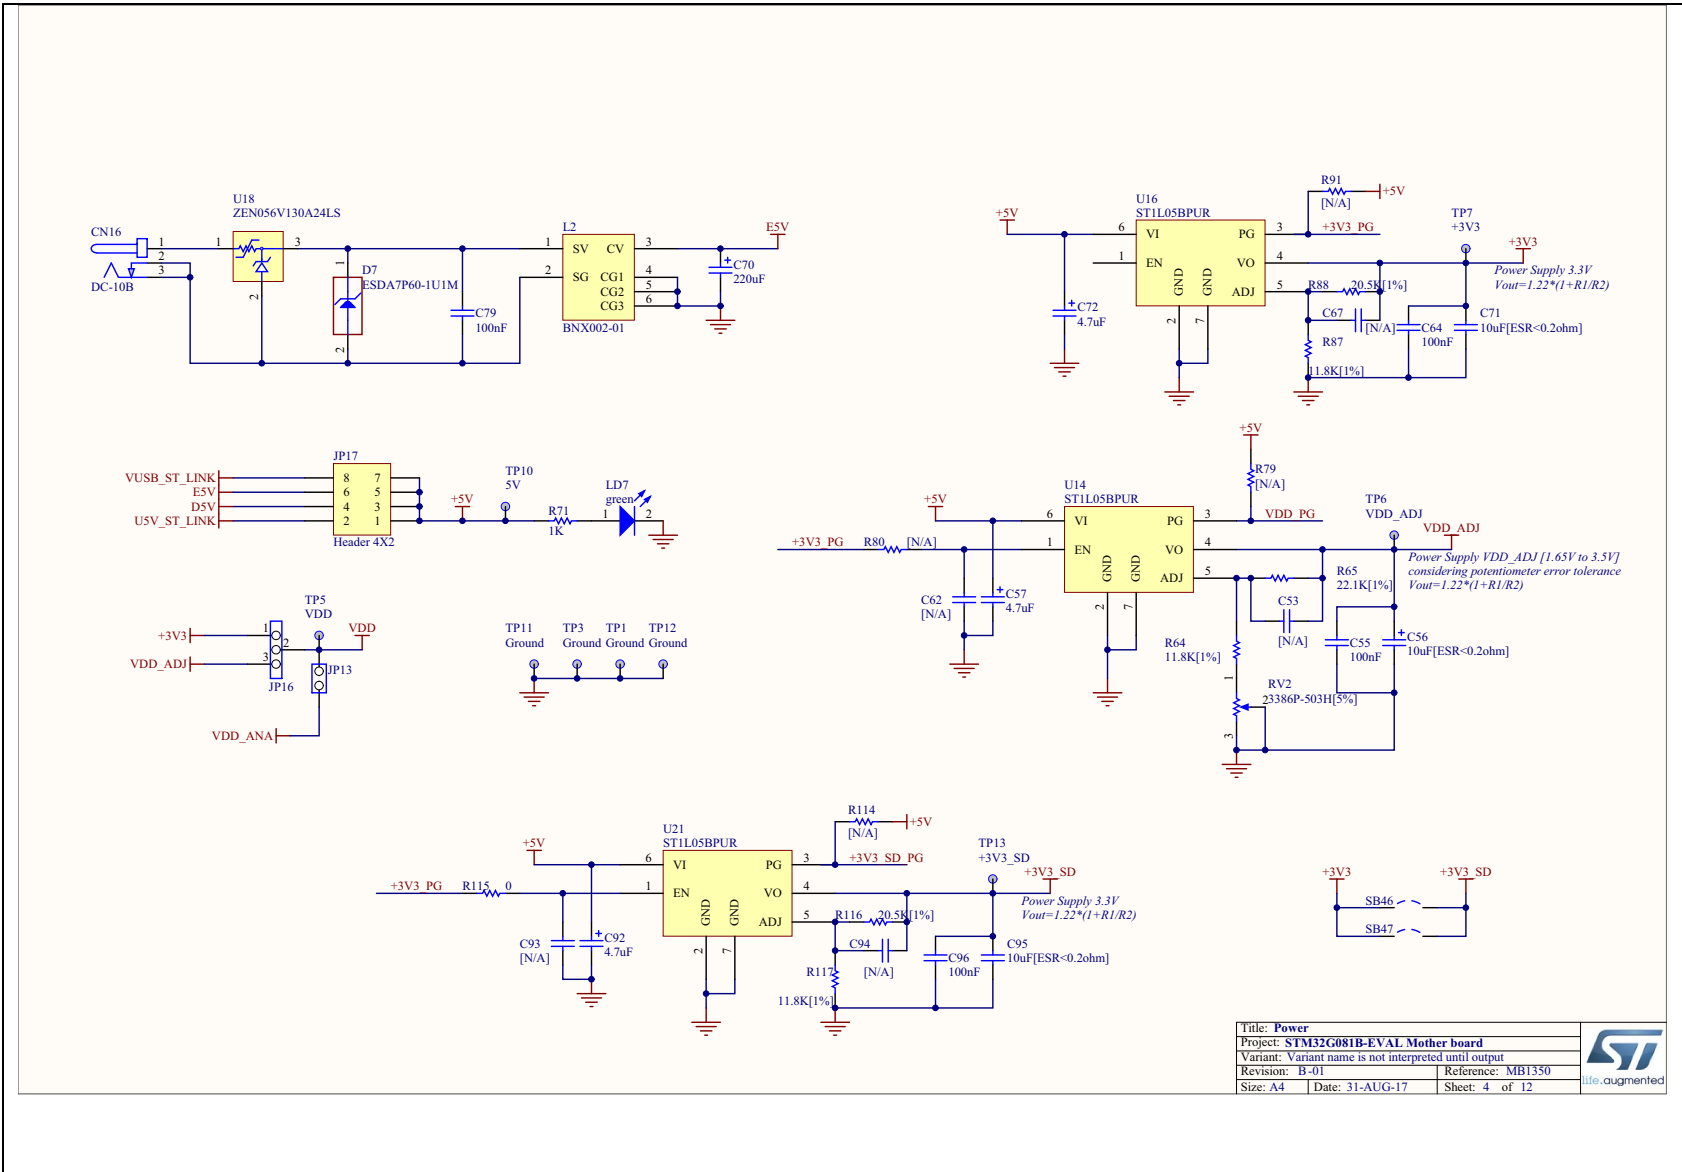 U18
ZEN056V130A24LS
CN16
1
2
3
DC-10B
1
3
2
1
D7
ESDA7P60-1U1M
2
C79
100nF
L2
1
SV
CV
3
2
SG
CG1
4
CG2
5
CG3
6
BNX002-01
E5V
+
C70
220uF
R91
+5V
[N/A]
U16
ST1L05BPUR
+5V
6
VI
PG
3
+3V3_PG
1
EN
VO
4
ADJ
5
GND
GND
2
7
+
C72
4.7uF
TP7
+3V3
+3V3
Power Supply 3.3V
Vout=1.22*(1+R1/R2)
R88
20.5K[1%]
C67
[N/A]
R87
11.8K[1%]
C64
100nF
C71
10uF[ESR<0.2ohm]
JP17
VUSB_ST_LINK
8
7
E5V
6
5
D5V
4
3
U5V_ST_LINK
2
1
Header 4X2
+5V
TP10
5V
R71
1K
LD7
green
1
2
+5V
R79
[N/A]
U14
ST1L05BPUR
+5V
6
VI
PG
3
VDD_PG
+3V3_PG
R80
[N/A]
1
EN
VO
4
ADJ
5
GND
GND
2
7
C62
[N/A]
+
C57
4.7uF
TP6
VDD_ADJ
VDD_ADJ
Power Supply VDD_ADJ [1.65V to 3.5V]
considering potentiometer error tolerance
Vout=1.22*(1+R1/R2)
R65
22.1K[1%]
C53
[N/A]
R64
11.8K[1%]
C55
100nF
+
C56
10uF[ESR<0.2ohm]
1
RV2
2
3386P-503H[5%]
3
TP5
VDD
+3V3
1
2
VDD
VDD_ADJ
3
JP16
JP13
VDD_ANA
TP11
Ground
TP3
Ground
TP1
Ground
TP12
Ground
R114
+5V
[N/A]
U21
ST1L05BPUR
+5V
6
VI
PG
3
+3V3_SD_PG
+3V3_PG
R115
0
1
EN
VO
4
ADJ
5
GND
GND
2
7
C93
[N/A]
+
C92
4.7uF
TP13
+3V3_SD
+3V3_SD
Power Supply 3.3V
Vout=1.22*(1+R1/R2)
R116
20.5K[1%]
C94
[N/A]
R117
11.8K[1%]
C96
100nF
C95
10uF[ESR<0.2ohm]
+3V3
+3V3_SD
SB46
SB47
Title: Power
Project: STM32G081B-EVAL Mother board
Variant: Variant name is not interpreted until output
Revision: B-01
Reference: MB1350
Size: A4
Date: 31-AUG-17
Sheet: 4 of 12
ST
life.augmented